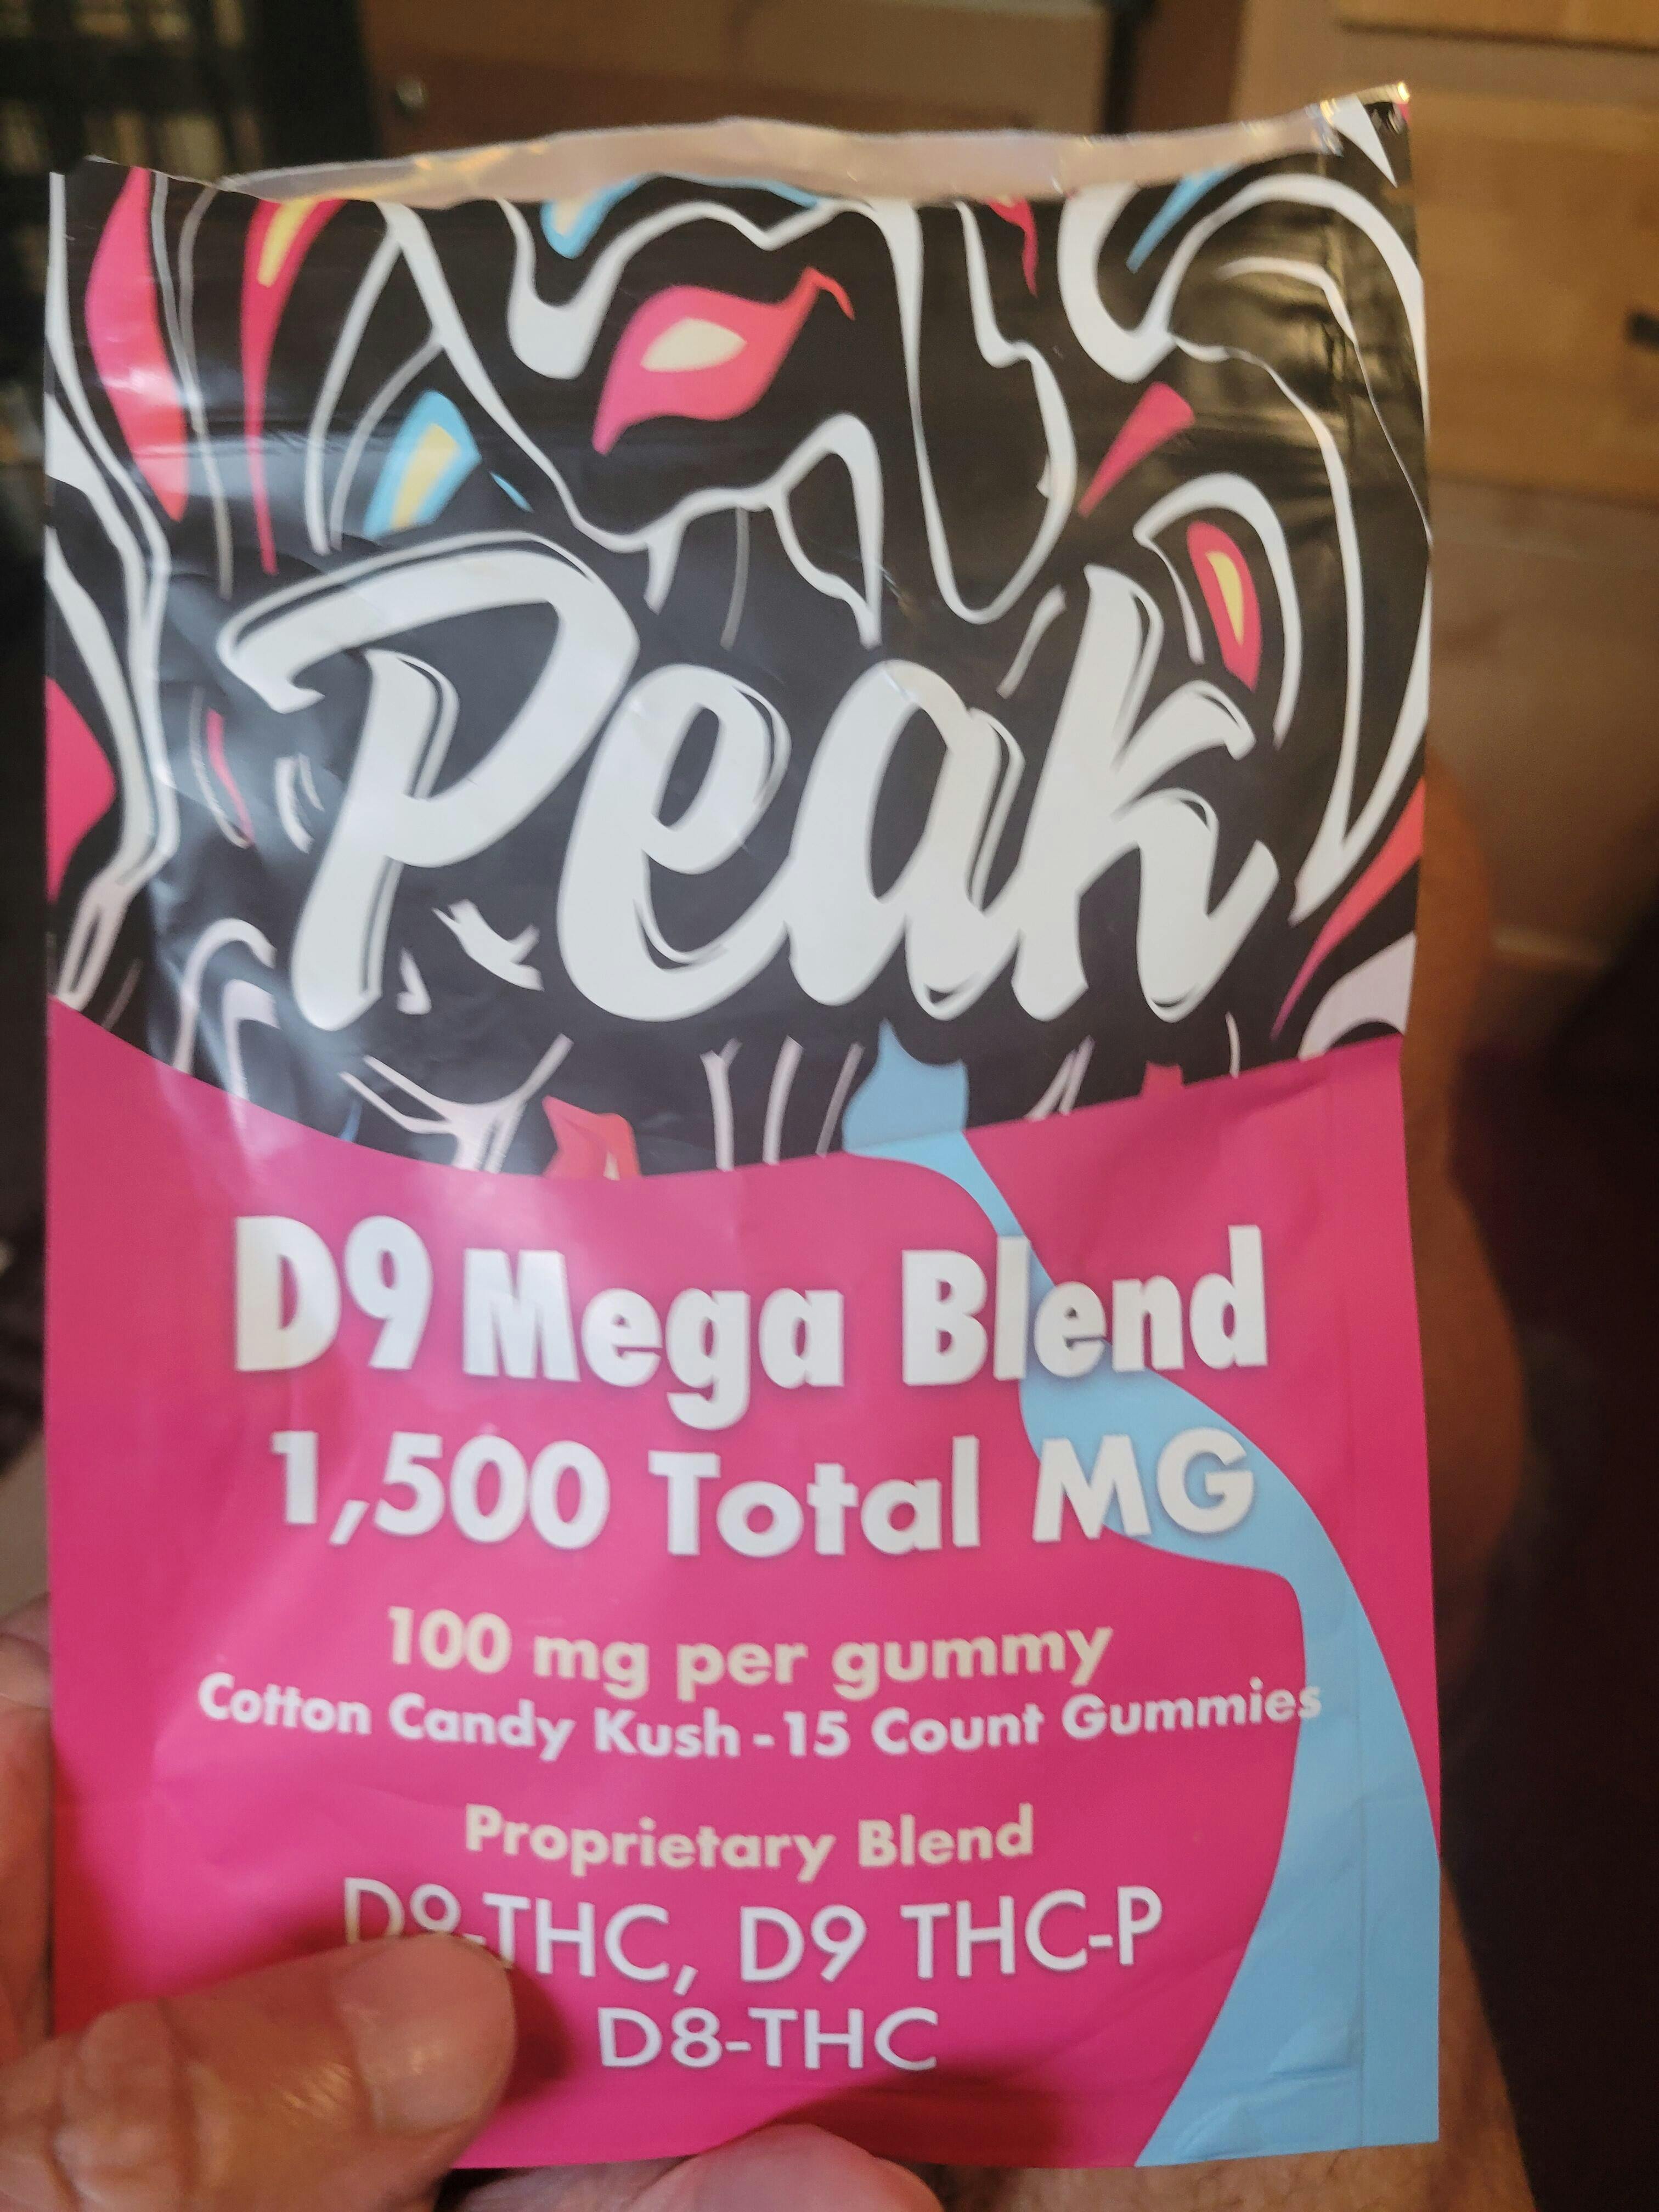 Peak
D9 Mega Blend
1,500 Total MG
100 mg per gummy
Cotton Candy Kush - 15 Count Gummies
Proprietary Blend
D9-THC, D9 THC-P
D8-THC